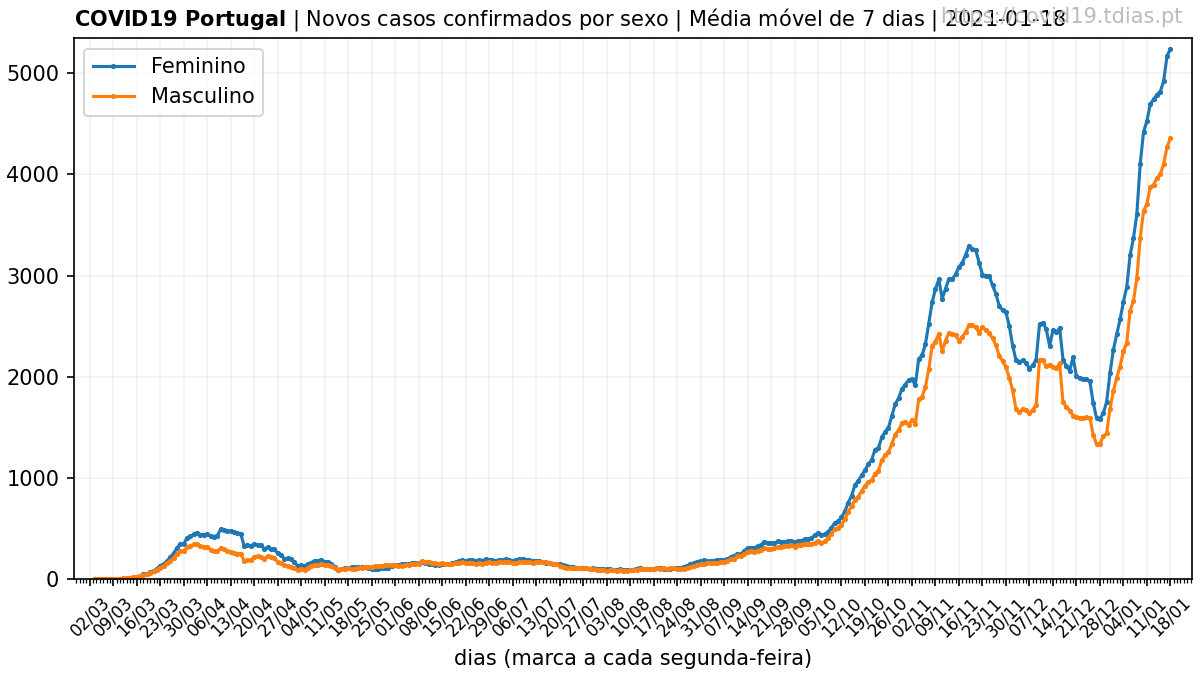 COVID19 Portugal | Novos casos confirmados por sexo | Média móvel de 7 dias | 2021-01-18
https://covid19.tdias.pt
Feminino
Masculino
5000
4000
3000
2000
1000
0
02/03 09/03 16/03 23/03 30/03 06/04 13/04 20/04 27/04 04/05 11/05 18/05 25/05 01/06 08/06 15/06 22/06 29/06 06/07 13/07 20/07 27/07 03/08 10/08 17/08 24/08 31/08 07/09 14/09 21/09 28/09 05/10 12/10 19/10 26/10 02/11 09/11 16/11 23/11 30/11 07/12 14/12 21/12 28/12 04/01 11/01 18/01
dias (marca a cada segunda-feira)